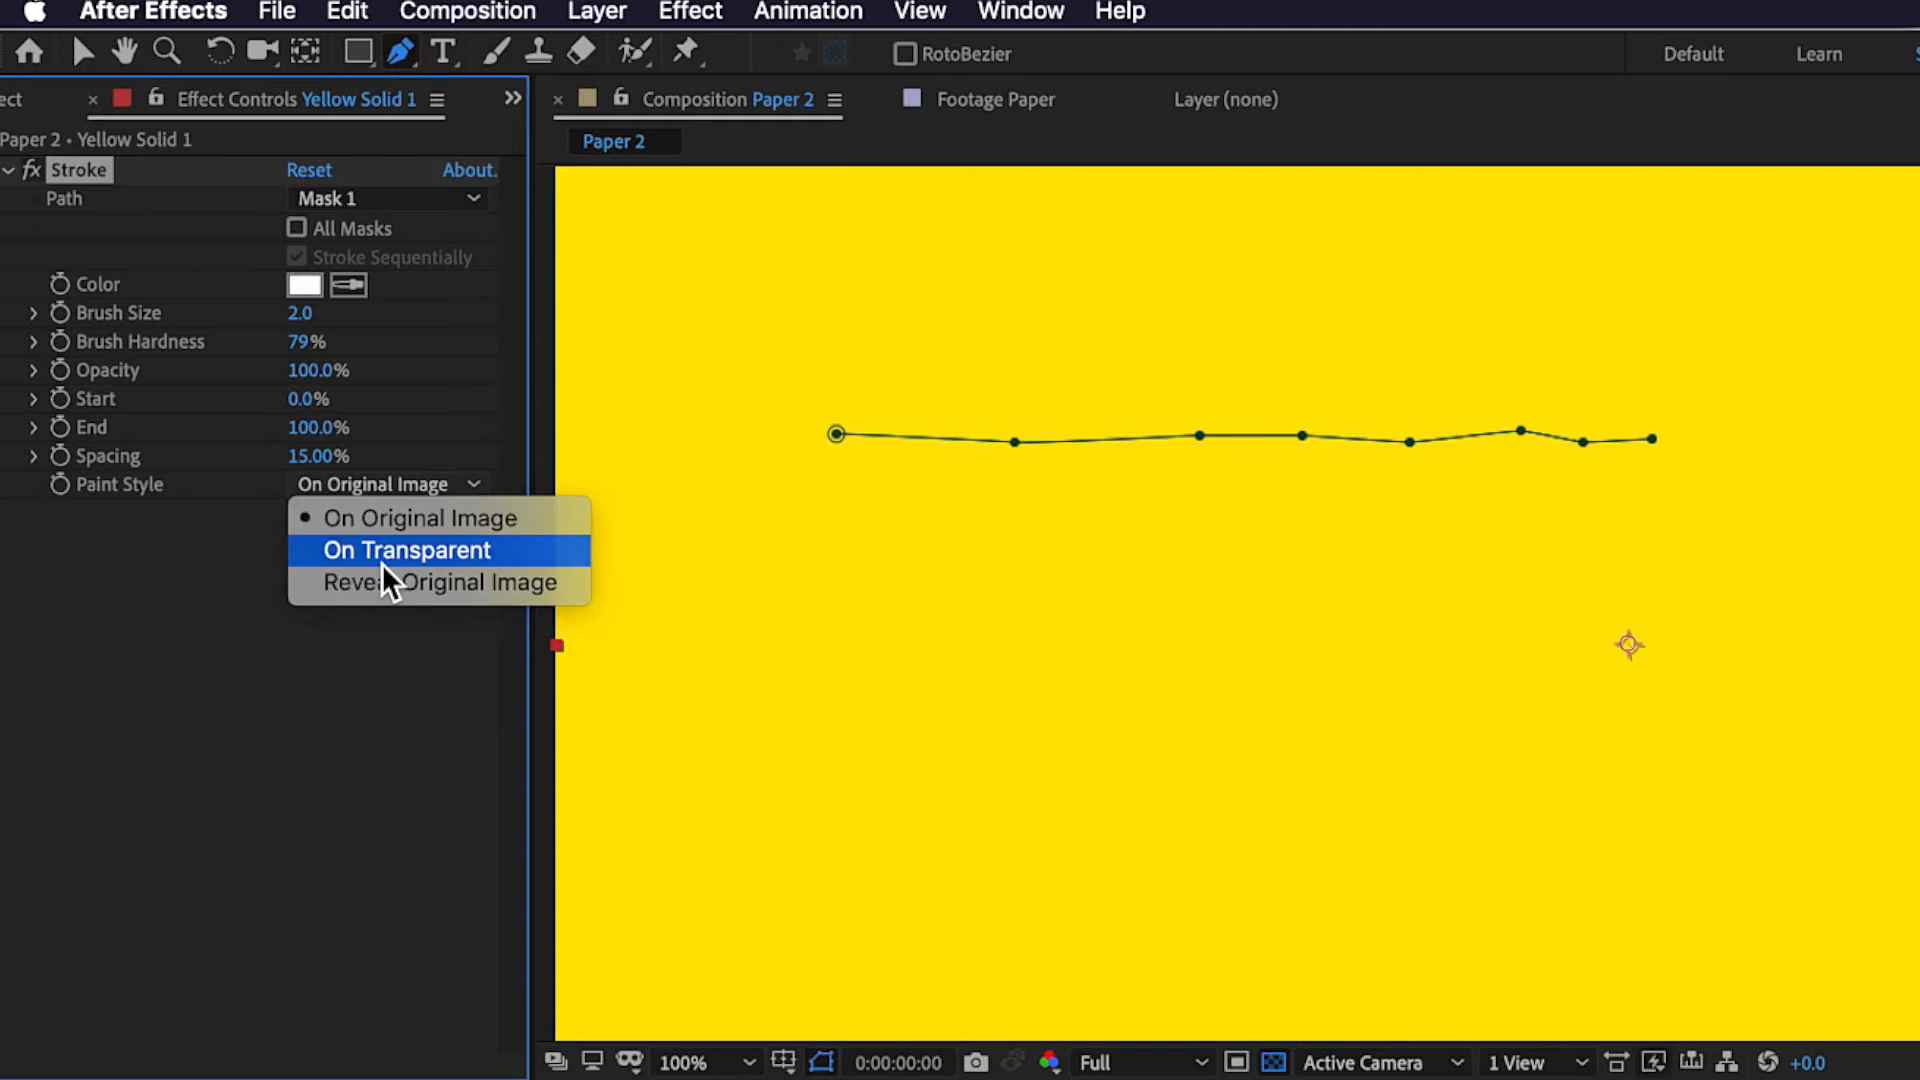 After Effects File Edit Composition Layer Effect Animation View Window Help
RotoBezier Default Learn
ect × Effect Controls Yellow Solid 1 × Composition Paper 2 Footage Paper Layer (none)
Paper 2 • Yellow Solid 1
Paper 2
fx Stroke Reset About.
Path Mask 1
All Masks
Stroke Sequentially
Color
Brush Size 2.0
Brush Hardness 79%
Opacity 100.0%
Start 0.0%
End 100.0%
Spacing 15.00%
Paint Style On Original Image
On Original Image
On Transparent
Original Image
100% 0:00:00:00 Full Active Camera 1 View +0.0